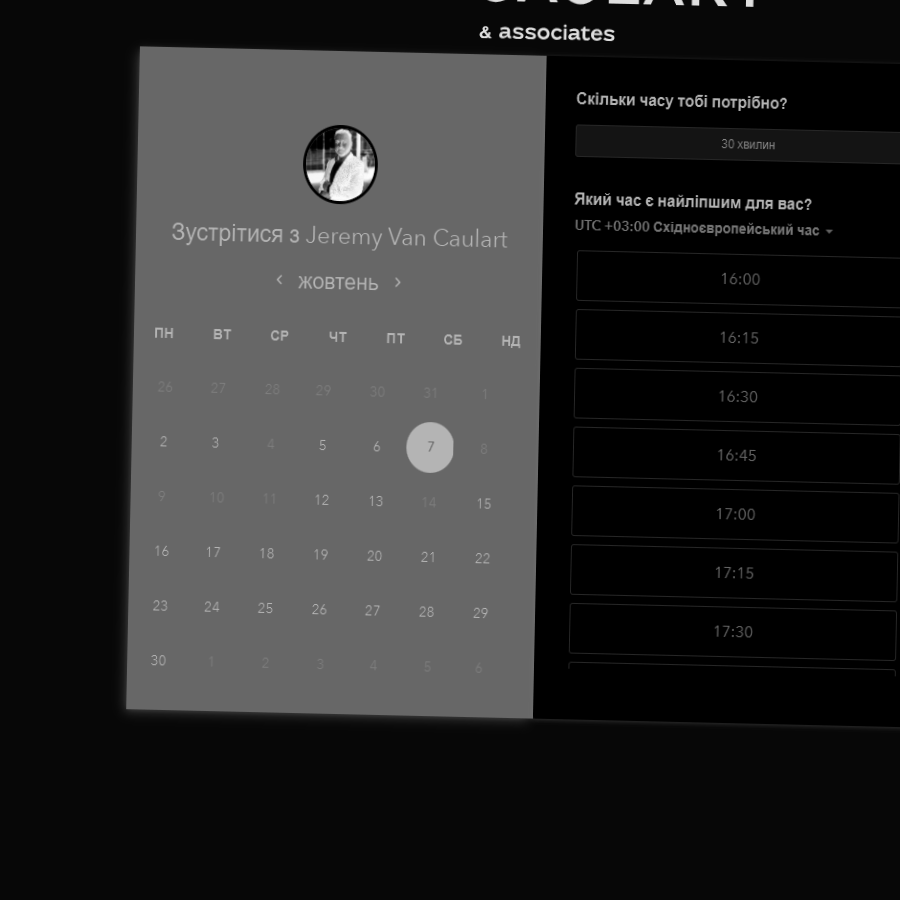 & associates
Зустрітися з Jeremy Van Caulart
жовтень
ПН ВТ СР ЧТ ПТ СБ НД
26 27 28 29 30 31 1
2 3 4 5 6 7 8
9 10 11 12 13 14 15
16 17 18 19 20 21 22
23 24 25 26 27 28 29
30 1 2 3 4 5 6
Скільки часу тобі потрібно?
30 хвилин
Який час є найліпшим для вас?
UTC +03:00 Східноєвропейський час
16:00
16:15
16:30
16:45
17:00
17:15
17:30